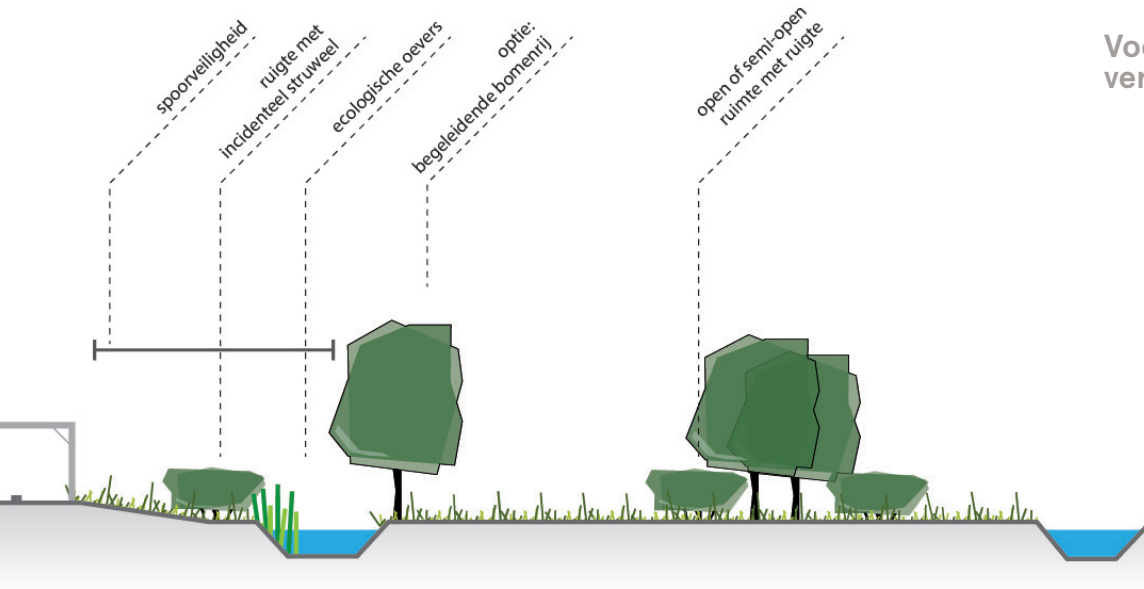 spoorveiligheid
ruigte met
incidenteel struweel
ecologische oevers
optie:
begeleidende bomenrij
open of semi-open
ruimte met ruigte